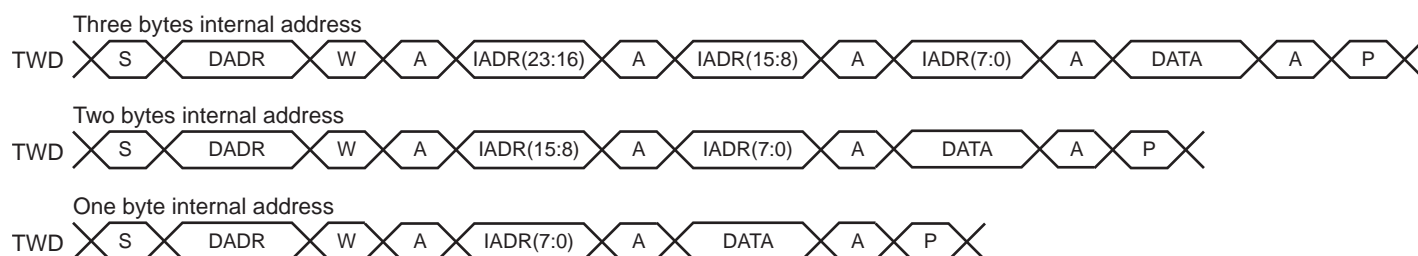 Three bytes internal address
TWD S DADR W A IADR(23:16) A IADR(15:8) A IADR(7:0) A DATA A P
Two bytes internal address
TWD S DADR W A IADR(15:8) A IADR(7:0) A DATA A P
One byte internal address
TWD S DADR W A IADR(7:0) A DATA A P